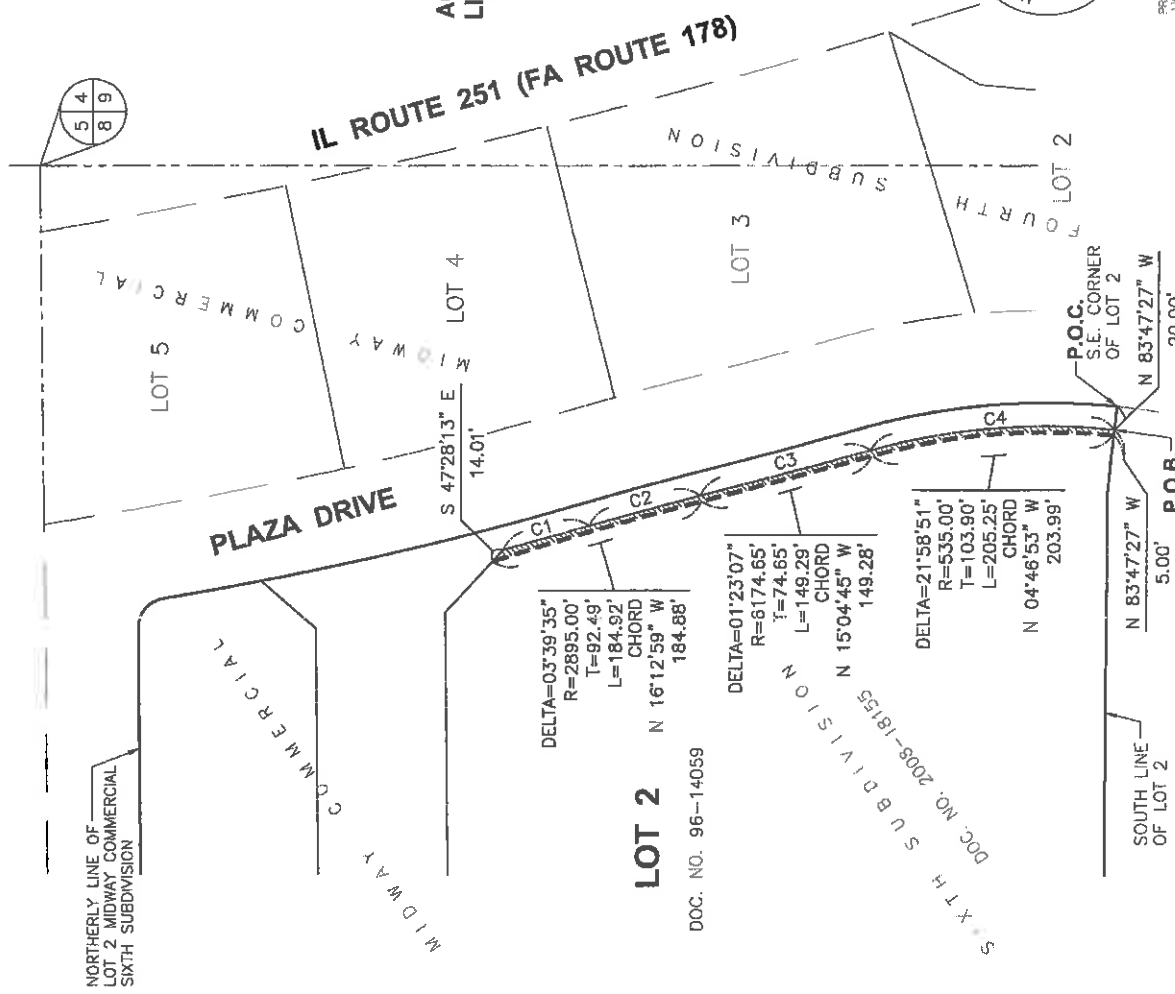 A
LI
5 4
8 9
IL ROUTE 251 (FA ROUTE 178)
NORTHERLY LINE OF
LOT 2 MIDWAY COMMERCIAL
SIXTH SUBDIVISION
LOT 5
LOT 4
LOT 3
LOT 2
MIDWAY
COMMERCIAL
FOURTH
SUBDIVISION
PLAZA DRIVE
S 47°28'13" E
14.01'
C1
C2
C3
C4
DELTA=03°39'35"
R=2895.00'
T=92.49'
L=184.92'
CHORD
N 16°12'59" W
184.88'
DELTA=01°23'07"
R=6174.65'
T=74.65'
L=149.29'
CHORD
N 15°04'45" W
149.28'
DELTA=21°58'51"
R=535.00'
T=103.90'
L=205.25'
CHORD
N 04°46'53" W
203.99'
P.O.C.
S.E. CORNER
OF LOT 2
N 83°47'27" W
20.00'
N 83°47'27" W
5.00'
P.O.B.
MIDWAY COMMERCIAL
SIXTH SUBDIVISION
DOC. NO. 2005-18155
LOT 2
DOC. NO. 96-14059
SOUTH LINE
OF LOT 2